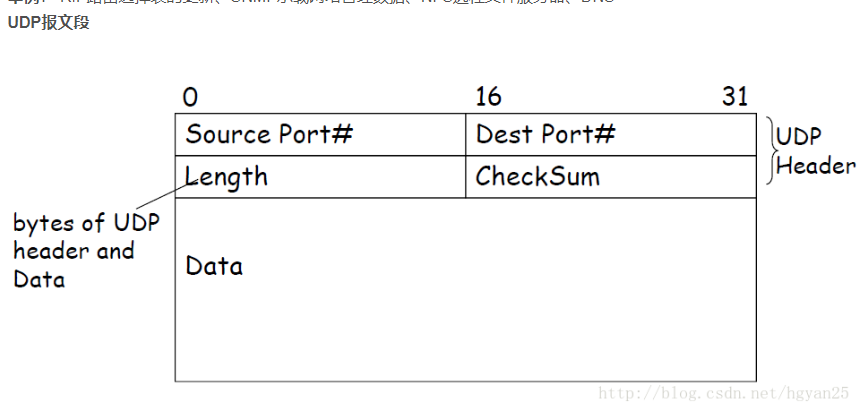 UDP报文段
0 16 31
Source Port# Dest Port#
Length CheckSum
UDP
Header
bytes of UDP
header and
Data
Data
http://blog.csdn.net/hgyan25